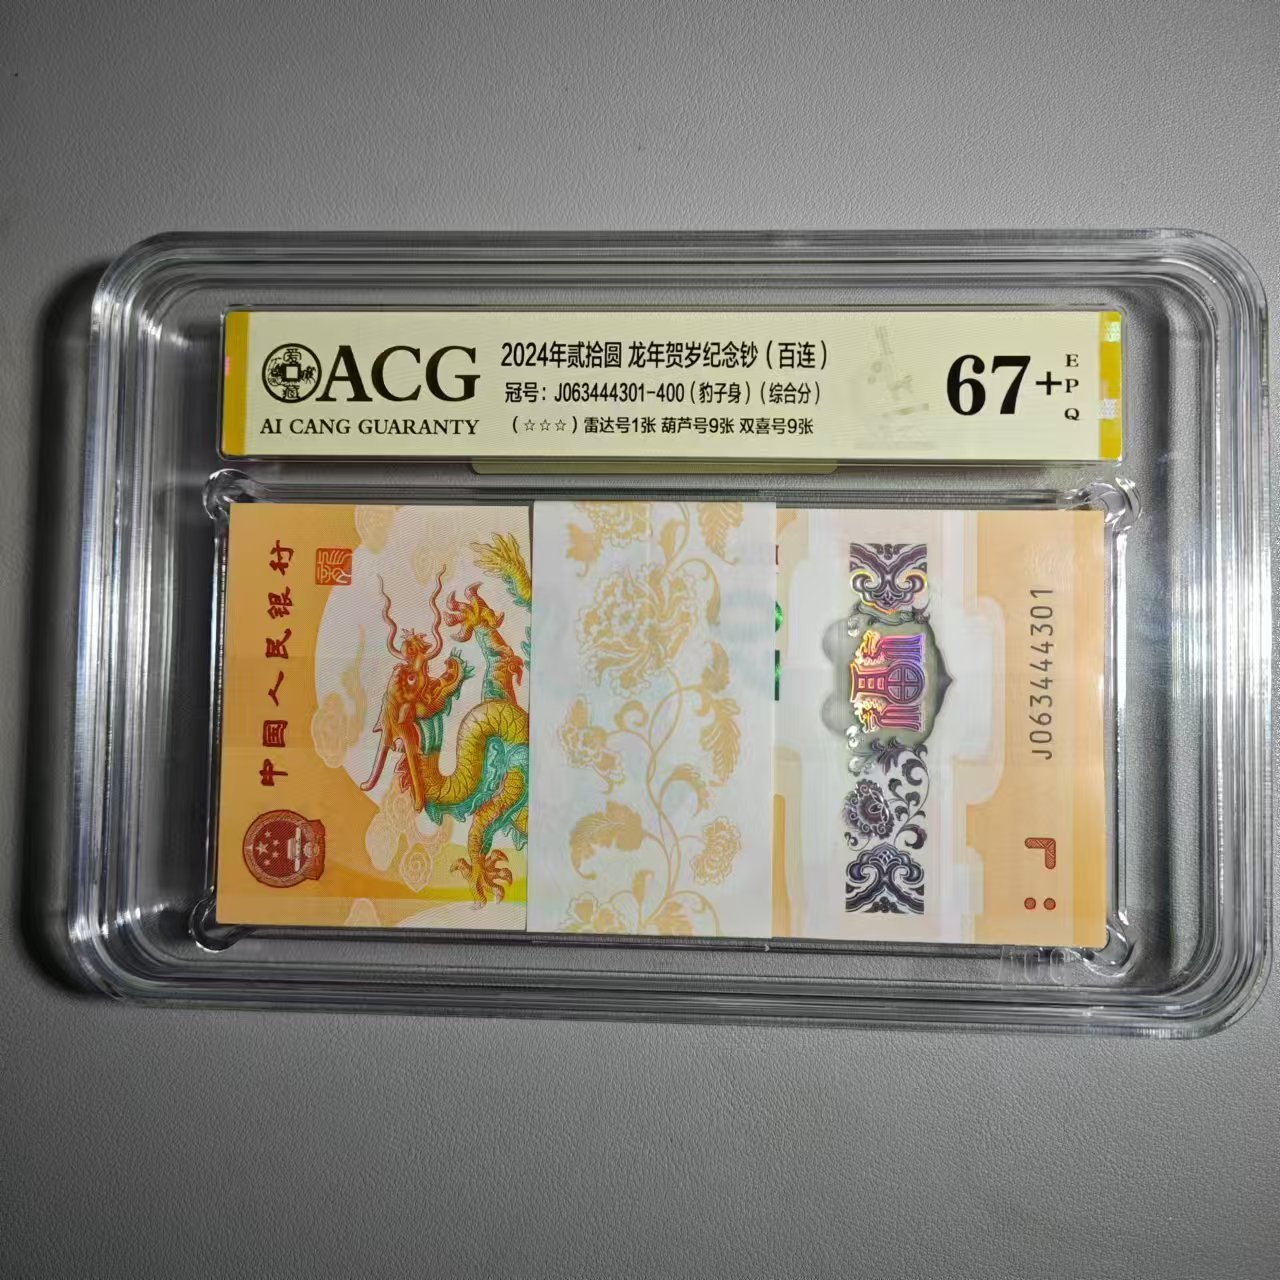 ACG
AI CANG GUARANTY
2024年贰拾圆 龙年贺岁纪念钞（百连）
冠号：J063444301-400（豹子身）（综合分）
（☆☆☆）雷达号1张 葫芦号9张 双喜号9张
67+
EPQ
中国人民银行
J063444301